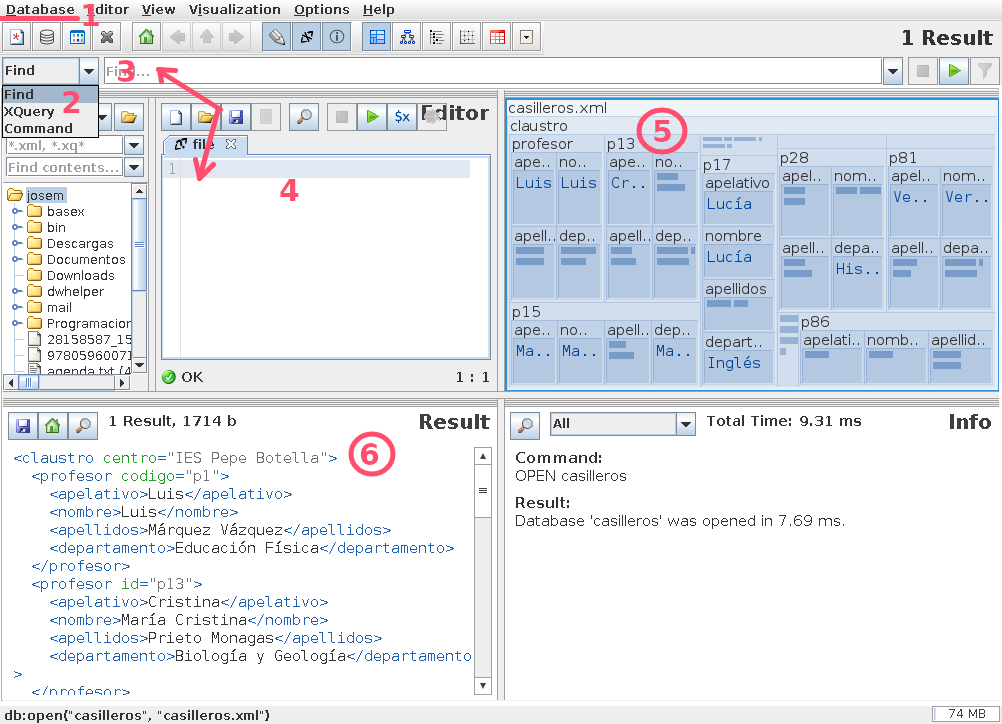 Database Editor View Visualization Options Help
1
1 Result
Find
Find...
3
Find
XQuery
Command
2
*.xml, *.xq*
Find contents...
josem
basex
bin
Descargas
Documentos
Downloads
dwhelper
mail
Programacion
28158587_15
97805960071
agenda.txt (4
$x
Editor
file
1
4
OK
1 : 1
casilleros.xml
claustro
5
profesor
ape..
no..
Luis
Luis
apell..
dep..
p13
ape..
no..
Cr..
apell..
dep..
p15
ape..
no..
apell..
dep..
Ma..
Ma..
Ma..
p17
apelativo
Lucía
nombre
Lucía
apellidos
depart..
Inglés
p28
apel..
nom..
apell..
depa..
His..
p81
apel..
nom..
Ve..
Ver..
apell..
depa..
p86
apelati..
nomb..
apellid..
1 Result, 1714 b
Result
6
<claustro centro="IES Pepe Botella">
<profesor codigo="p1">
<apelativo>Luis</apelativo>
<nombre>Luis</nombre>
<apellidos>Márquez Vázquez</apellidos>
<departamento>Educación Física</departamento>
</profesor>
<profesor id="p13">
<apelativo>Cristina</apelativo>
<nombre>María Cristina</nombre>
<apellidos>Prieto Monagas</apellidos>
<departamento>Biología y Geología</departamento
>
</profesor>
All
Total Time: 9.31 ms
Info
Command:
OPEN casilleros
Result:
Database 'casilleros' was opened in 7.69 ms.
db:open("casilleros", "casilleros.xml")
74 MB